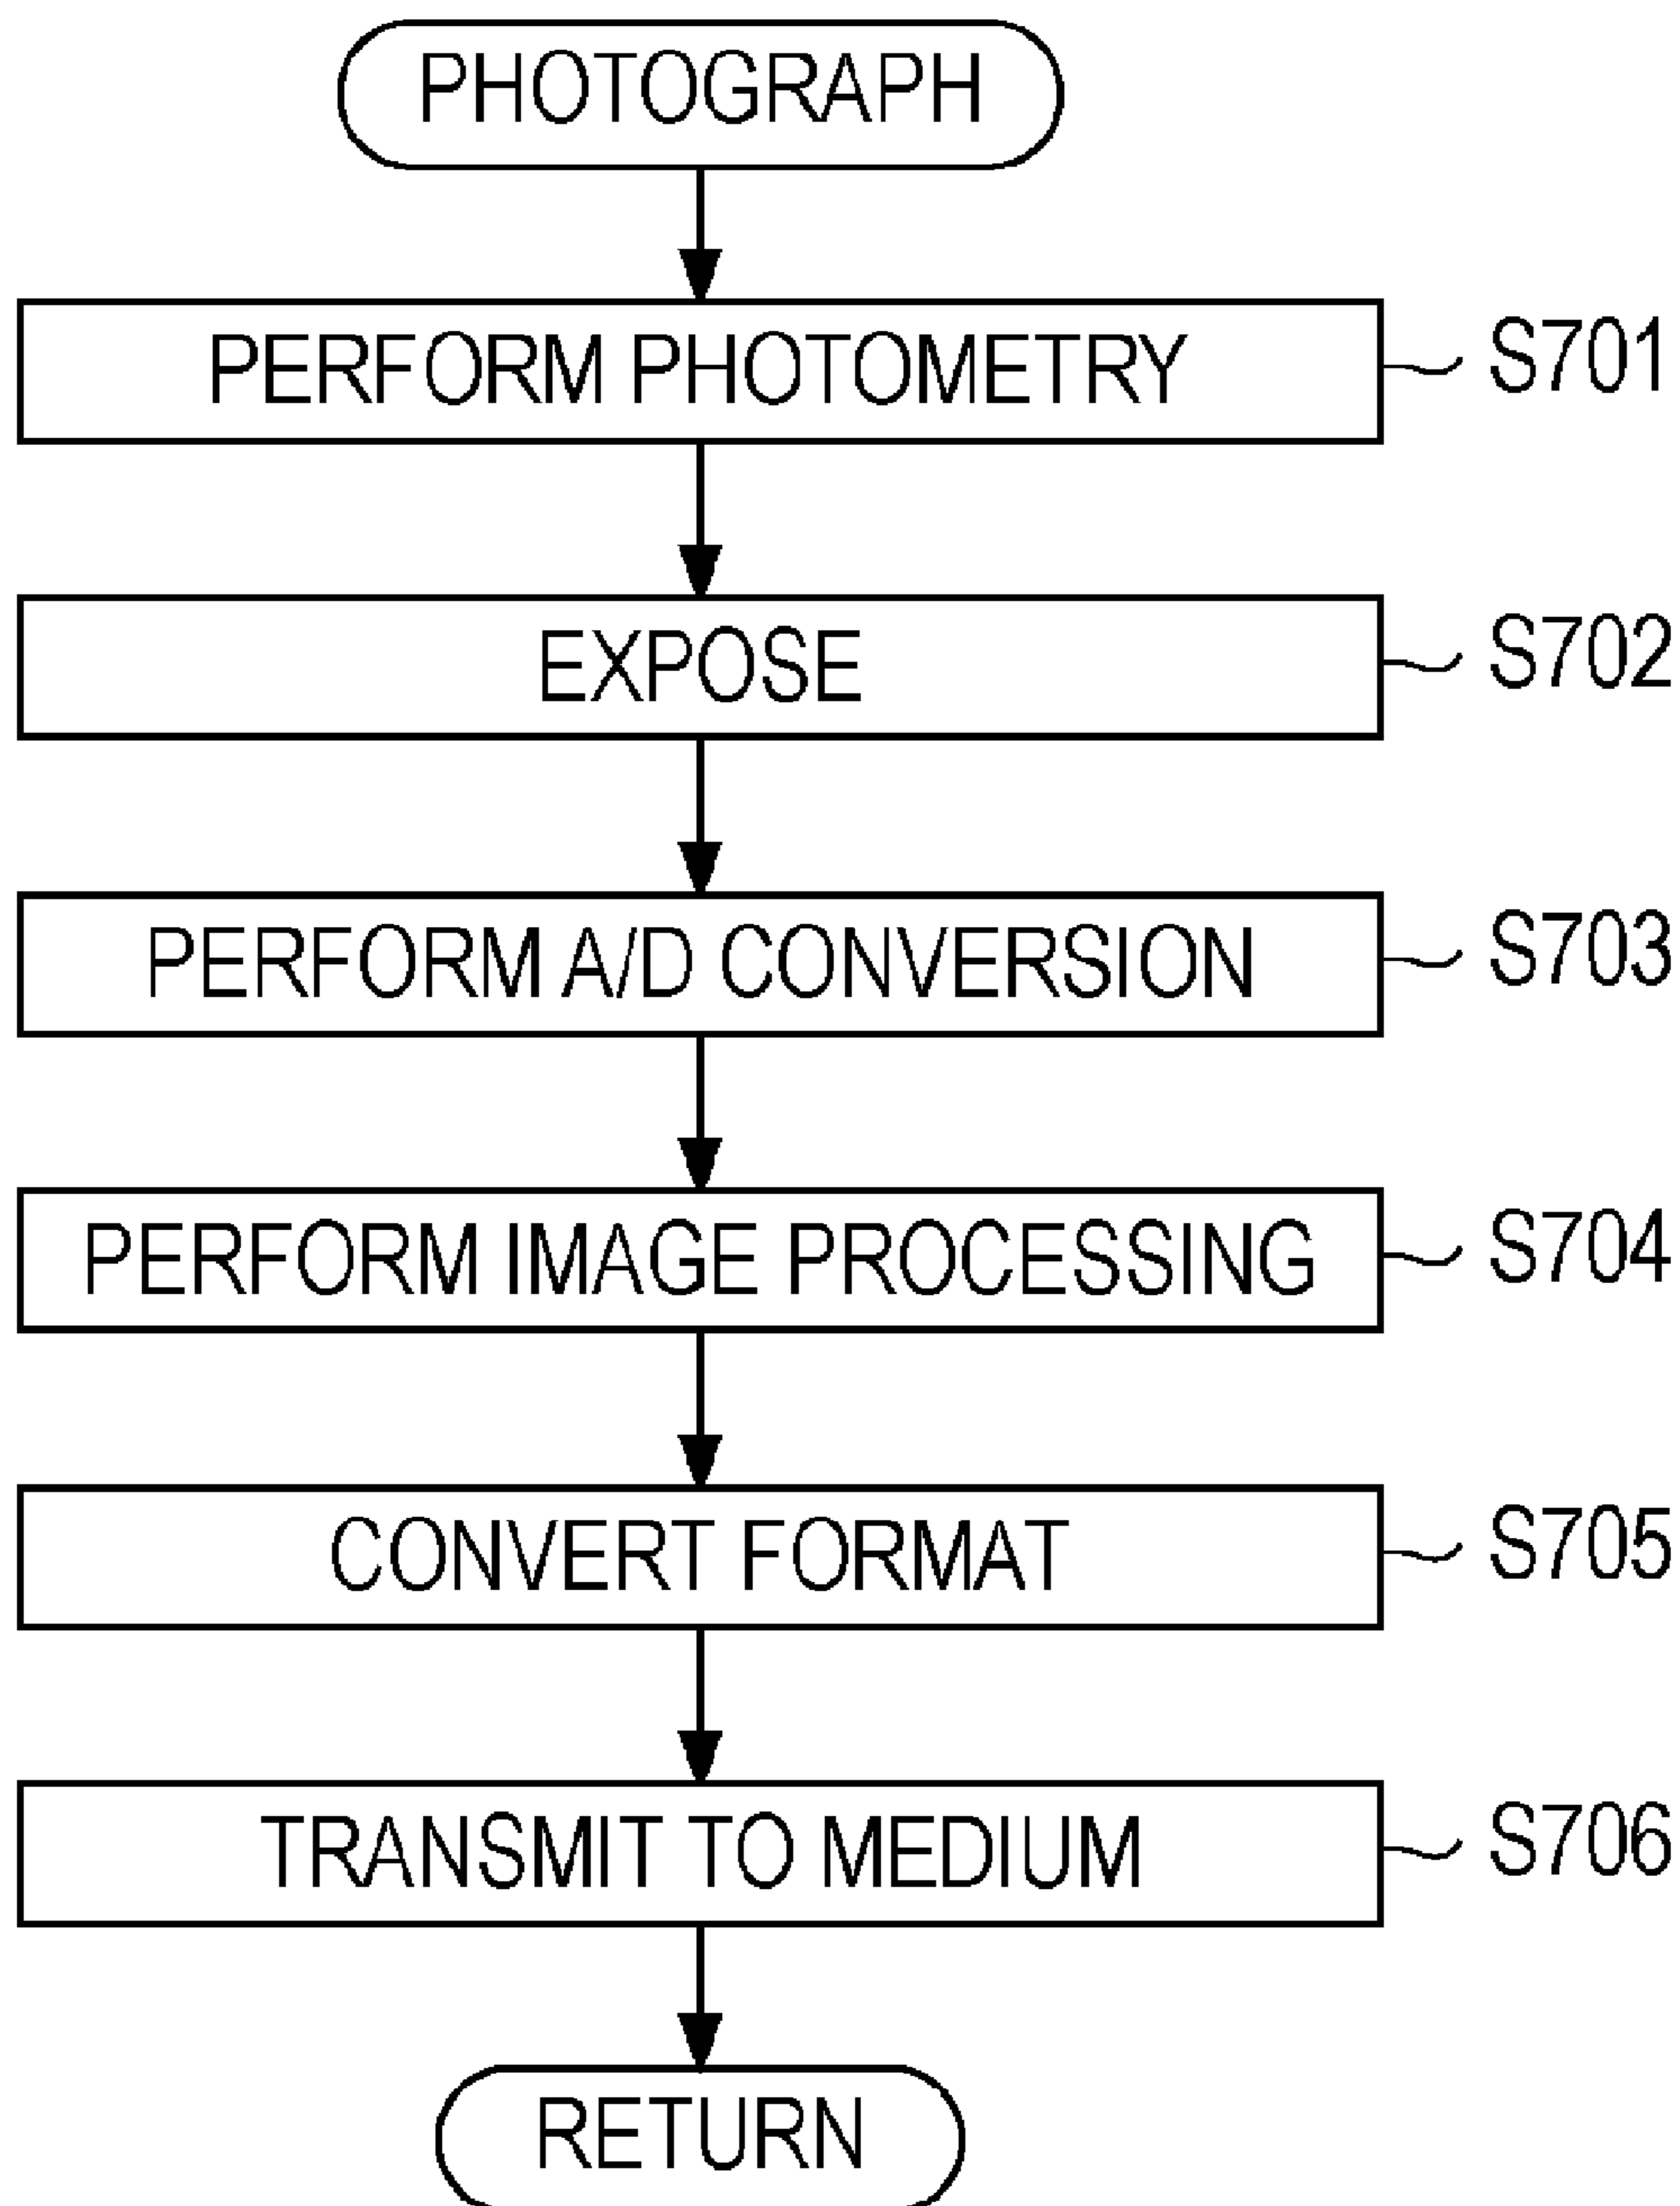 PHOTOGRAPH
PERFORM PHOTOMETRY S701
EXPOSE S702
PERFORM A/D CONVERSION S703
PERFORM IMAGE PROCESSING S704
CONVERT FORMAT S705
TRANSMIT TO MEDIUM S706
RETURN